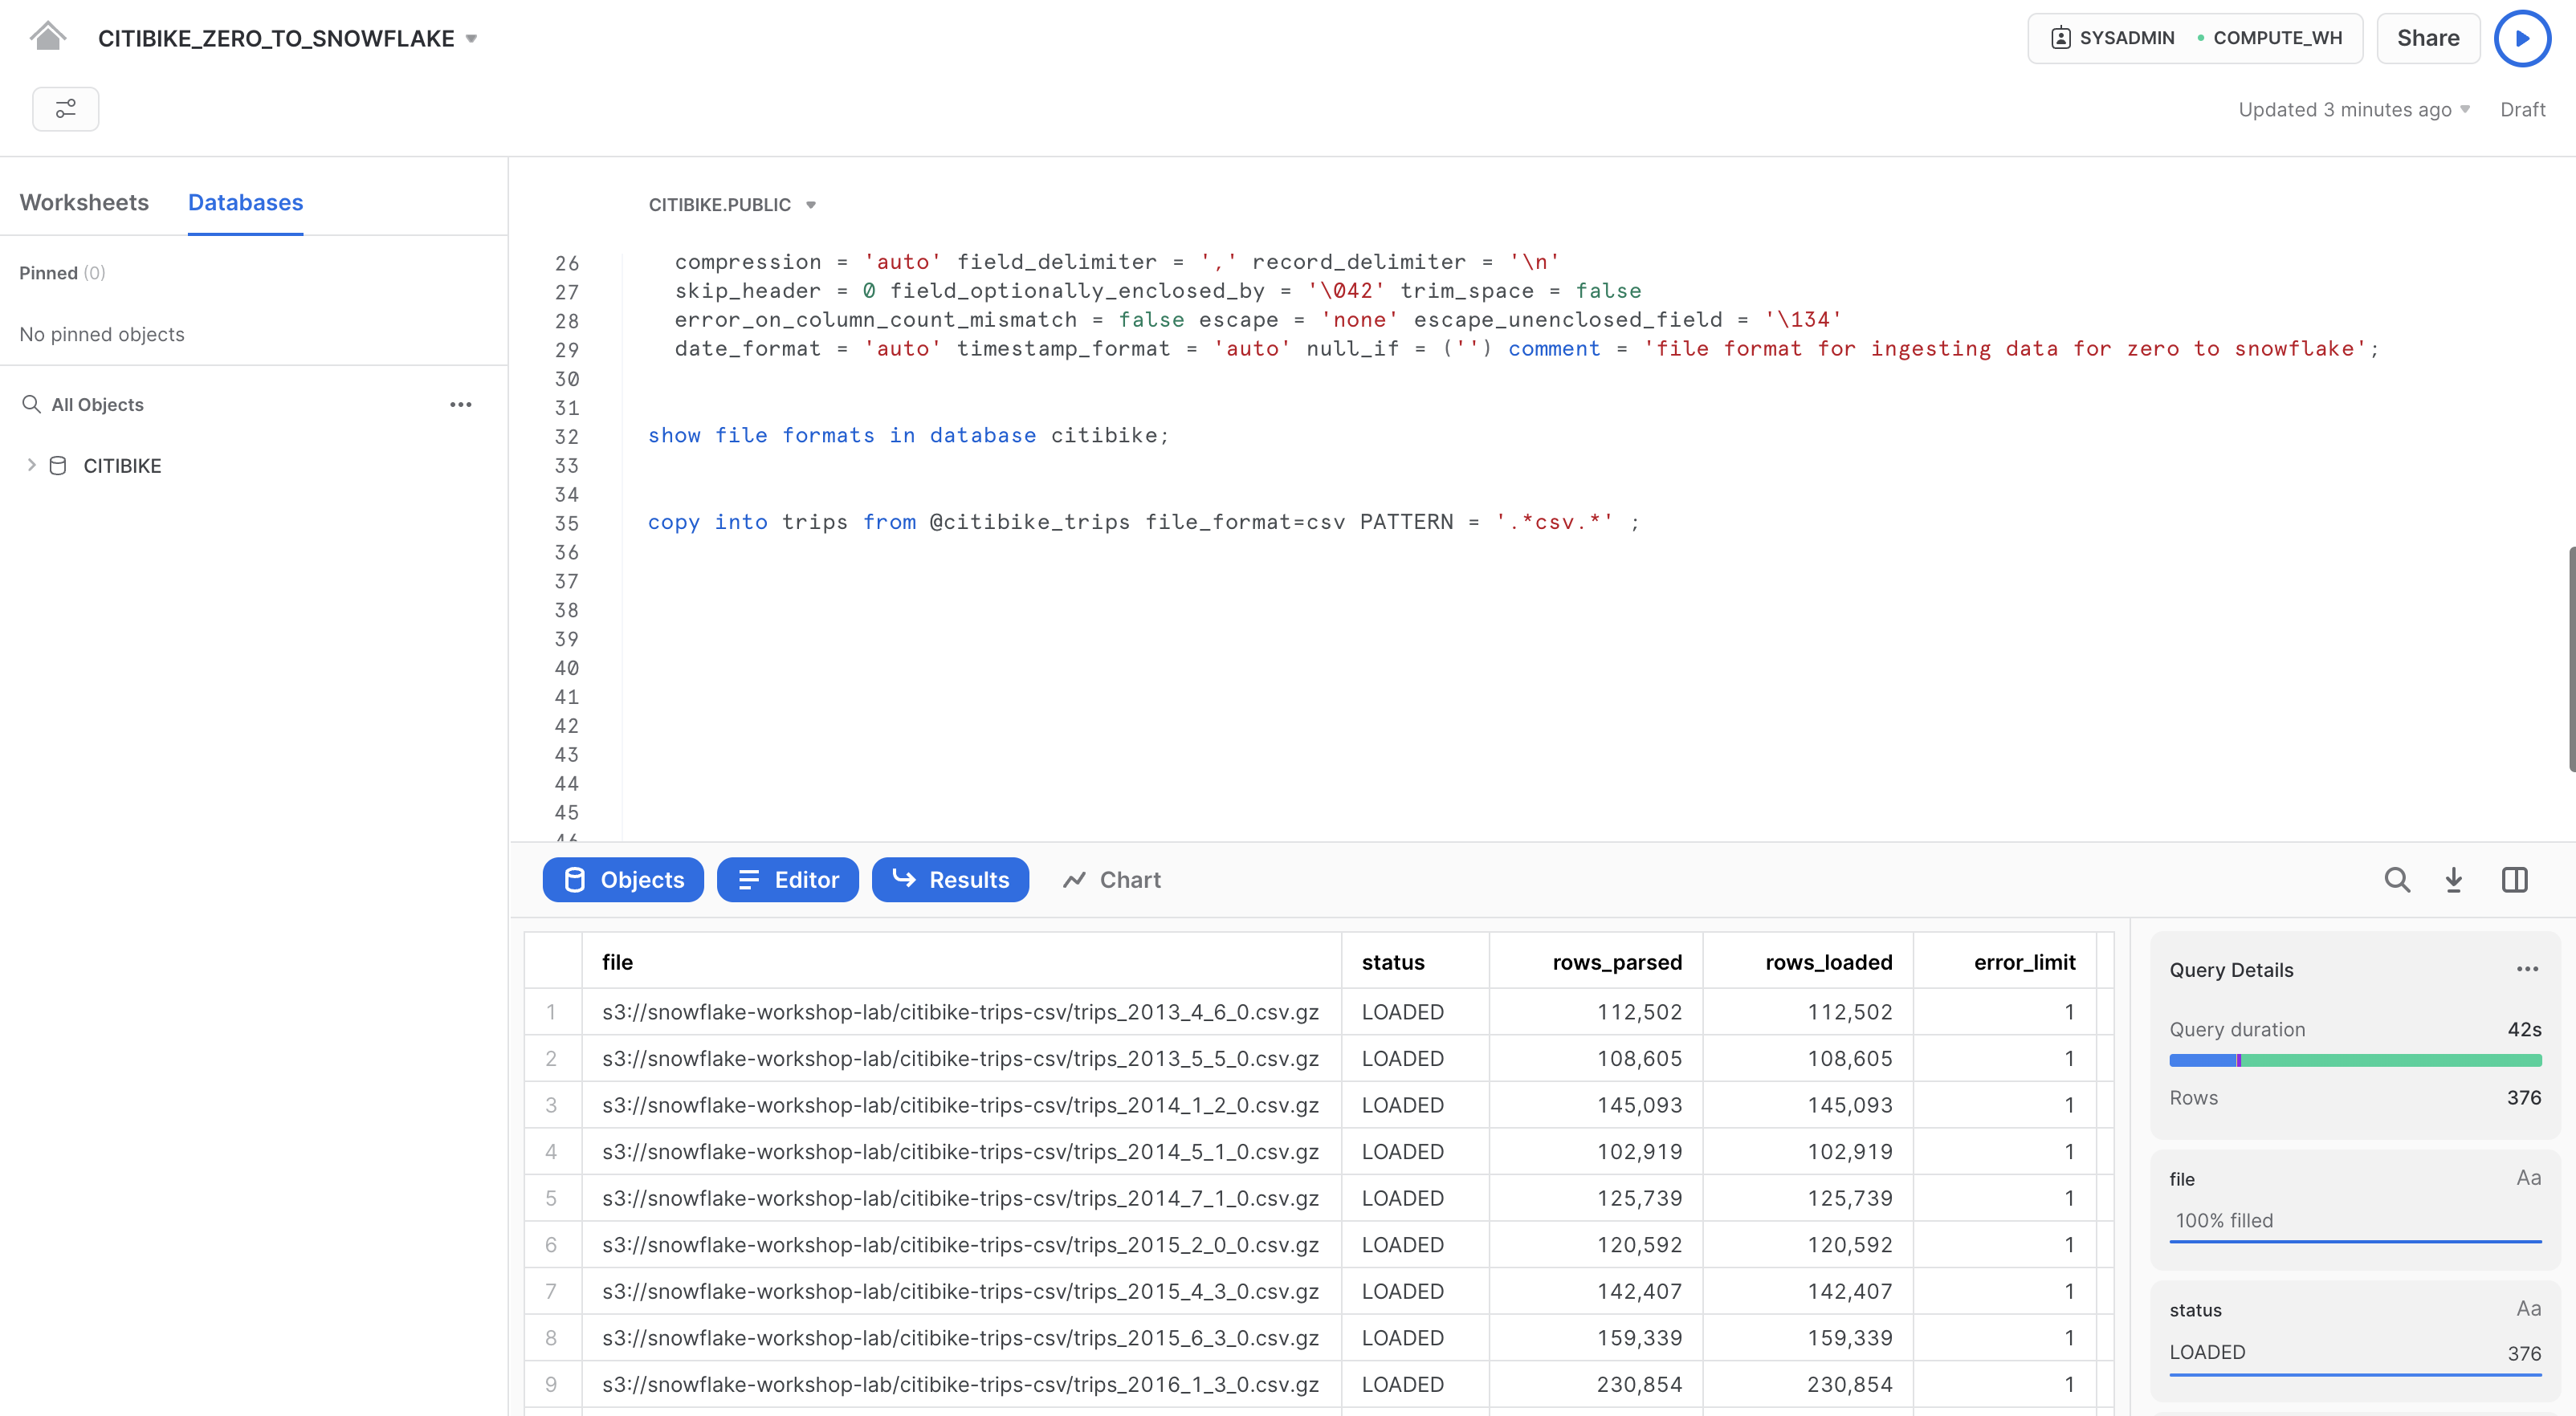 CITIBIKE_ZERO_TO_SNOWFLAKE
SYSADMIN COMPUTE_WH
Share
Updated 3 minutes ago
Draft
Worksheets
Databases
Pinned (0)
No pinned objects
All Objects
CITIBIKE
CITIBIKE.PUBLIC
26 compression = 'auto' field_delimiter = ',' record_delimiter = '\n'
27 skip_header = 0 field_optionally_enclosed_by = '\042' trim_space = false
28 error_on_column_count_mismatch = false escape = 'none' escape_unenclosed_field = '\134'
29 date_format = 'auto' timestamp_format = 'auto' null_if = ('') comment = 'file format for ingesting data for zero to snowflake';
30
31
32 show file formats in database citibike;
33
34
35 copy into trips from @citibike_trips file_format=csv PATTERN = '.*csv.*' ;
36
37
38
39
40
41
42
43
44
45
46
Objects
Editor
Results
Chart
file status rows_parsed rows_loaded error_limit
1 s3://snowflake-workshop-lab/citibike-trips-csv/trips_2013_4_6_0.csv.gz LOADED 112,502 112,502 1
2 s3://snowflake-workshop-lab/citibike-trips-csv/trips_2013_5_5_0.csv.gz LOADED 108,605 108,605 1
3 s3://snowflake-workshop-lab/citibike-trips-csv/trips_2014_1_2_0.csv.gz LOADED 145,093 145,093 1
4 s3://snowflake-workshop-lab/citibike-trips-csv/trips_2014_5_1_0.csv.gz LOADED 102,919 102,919 1
5 s3://snowflake-workshop-lab/citibike-trips-csv/trips_2014_7_1_0.csv.gz LOADED 125,739 125,739 1
6 s3://snowflake-workshop-lab/citibike-trips-csv/trips_2015_2_0_0.csv.gz LOADED 120,592 120,592 1
7 s3://snowflake-workshop-lab/citibike-trips-csv/trips_2015_4_3_0.csv.gz LOADED 142,407 142,407 1
8 s3://snowflake-workshop-lab/citibike-trips-csv/trips_2015_6_3_0.csv.gz LOADED 159,339 159,339 1
9 s3://snowflake-workshop-lab/citibike-trips-csv/trips_2016_1_3_0.csv.gz LOADED 230,854 230,854 1
Query Details
Query duration 42s
Rows 376
file Aa
100% filled
status Aa
LOADED 376